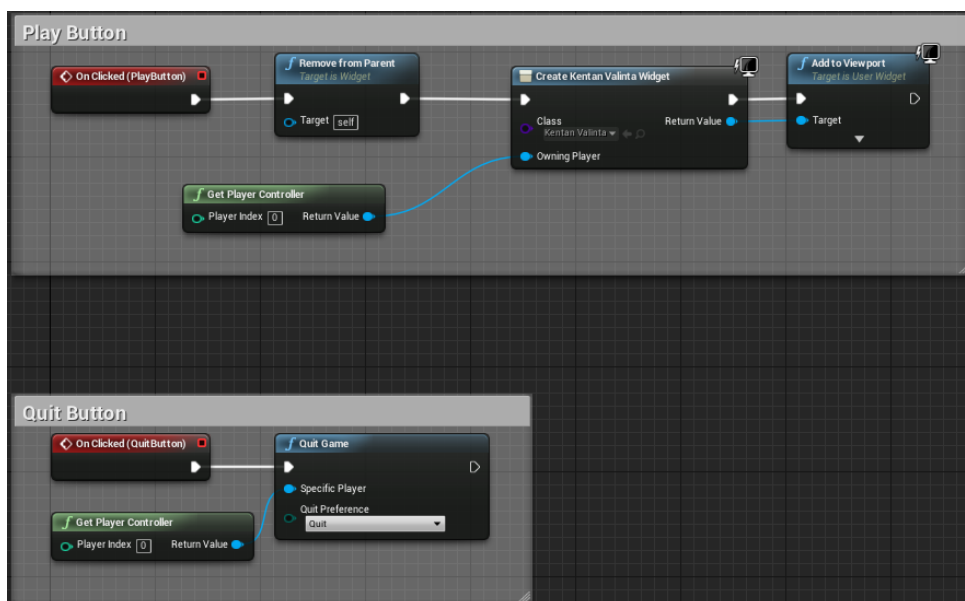 Play Button
On Clicked (PlayButton)
Remove from Parent
Target is Widget
Target self
Create Kentan Valinta Widget
Class
Kentan Valinta
Return Value
Owning Player
Add to Viewport
Target is User Widget
Target
Get Player Controller
Player Index 0 Return Value
Quit Button
On Clicked (QuitButton)
Quit Game
Specific Player
Quit Preference
Quit
Get Player Controller
Player Index 0 Return Value